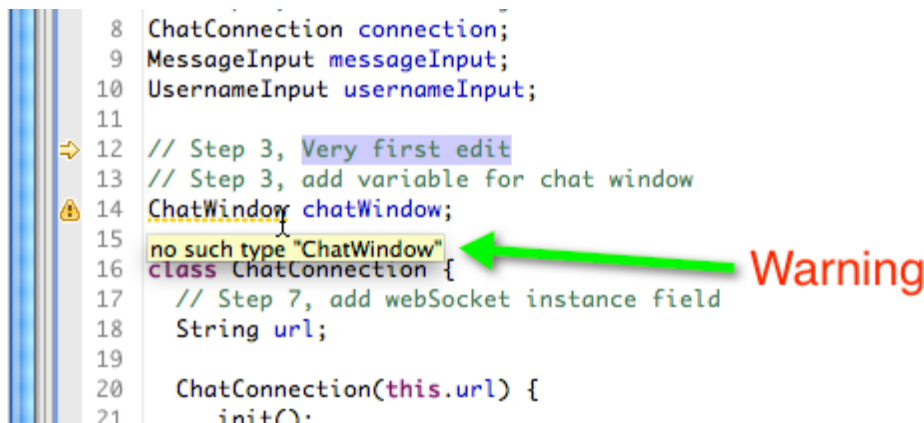 8 ChatConnection connection;
9 MessageInput messageInput;
10 UsernameInput usernameInput;
11
12 // Step 3, Very first edit
13 // Step 3, add variable for chat window
14 ChatWindow chatWindow;
15
no such type "ChatWindow"
Warning
16 class ChatConnection {
17 // Step 7, add webSocket instance field
18 String url;
19
20 ChatConnection(this.url) {
21 init();